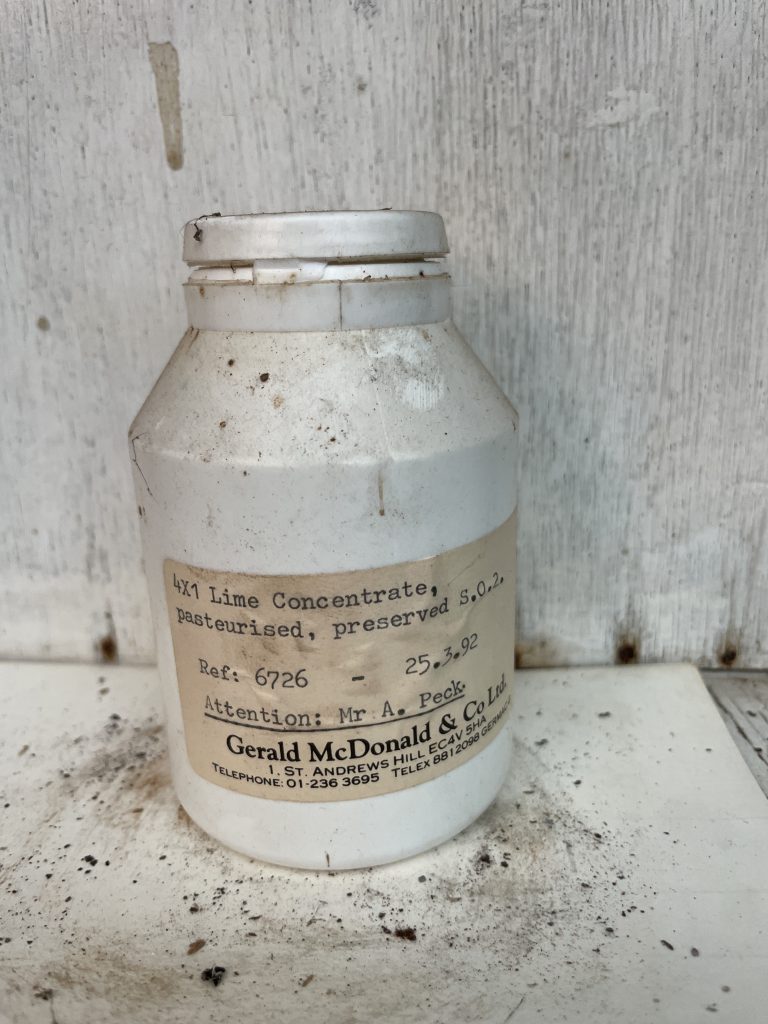 4X1 Lime Concentrate,
pasteurised, preserved S.O.2.
Ref: 6726 - 25.3.92
Attention: Mr A. Peck.
Gerald McDonald & Co Ltd.
1. ST. ANDREWS HILL EC4V 5HA
TELEPHONE: 01-236 3695 TELEX 8812098